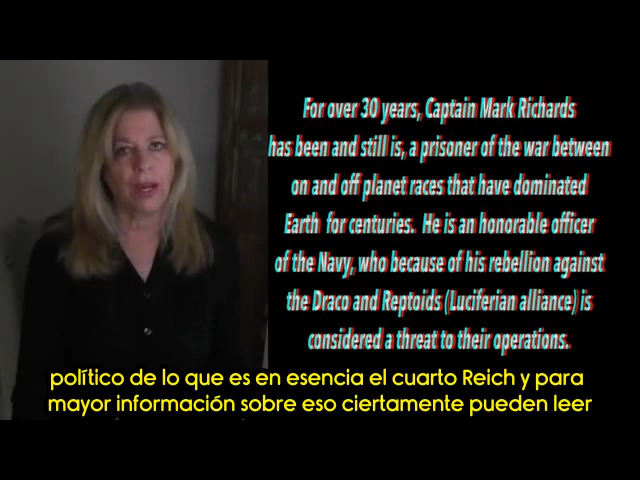 For over 30 years, Captain Mark Richards
has been and still is, a prisoner of the war between
on and off planet races that have dominated
Earth for centuries. He is an honorable officer
of the Navy, who because of his rebellion against
the Draco and Reptoids (Luciferian alliance) is
considered a threat to their operations.
político de lo que es en esencia el cuarto Reich y para
mayor información sobre eso ciertamente pueden leer